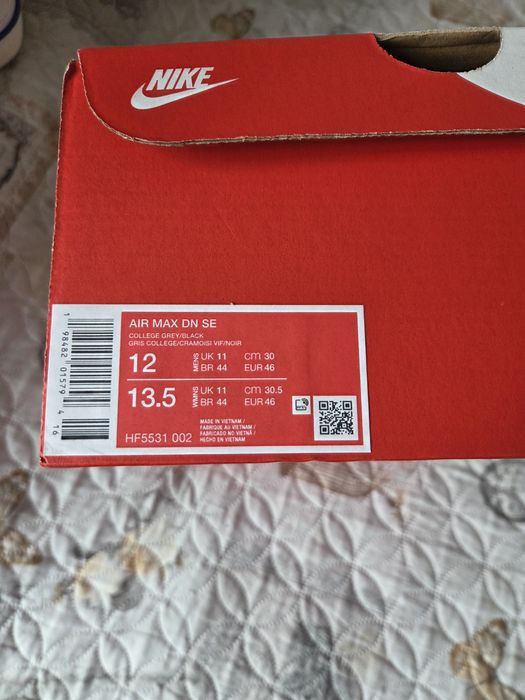 NIKE
AIR MAX DN SE
COLLEGE GREY/BLACK
GRIS COLLEGE/CRAMOISI VIF/NOIR
12 MENS UK 11 cm 30
BR 44 EUR 46
13.5 WMNS UK 11 cm 30.5
BR 44 EUR 46
MADE IN VIETNAM /
FABRIQUE AU VIETNAM /
FABRICADO NO VIETNÃ /
HECHO EN VIETNAM
HF5531 002
1 98482 01579 4 16